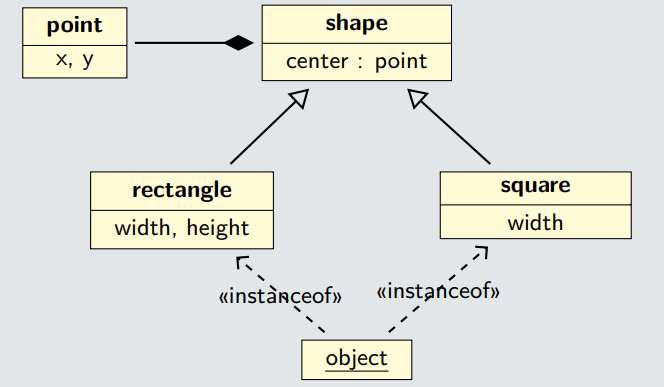 point
x, y
shape
center : point
rectangle
width, height
square
width
«instanceof»
«instanceof»
object